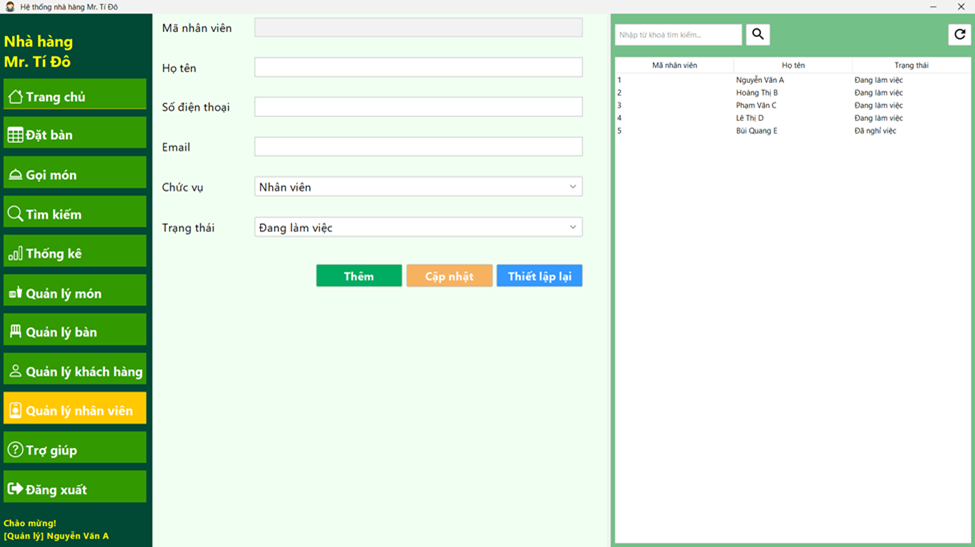 Hệ thống nhà hàng Mr. Tí Đô
Nhà hàng
Mr. Tí Đô
Trang chủ
Đặt bàn
Gọi món
Tìm kiếm
Thống kê
Quản lý món
Quản lý bàn
Quản lý khách hàng
Quản lý nhân viên
Trợ giúp
Đăng xuất
Chào mừng!
[Quản lý] Nguyễn Văn A
Mã nhân viên
Họ tên
Số điện thoại
Email
Chức vụ Nhân viên
Trạng thái Đang làm việc
Thêm Cập nhật Thiết lập lại
Nhập từ khoá tìm kiếm...
Mã nhân viên Họ tên Trạng thái
1 Nguyễn Văn A Đang làm việc
2 Hoàng Thị B Đang làm việc
3 Phạm Văn C Đang làm việc
4 Lê Thị D Đang làm việc
5 Bùi Quang E Đã nghỉ việc